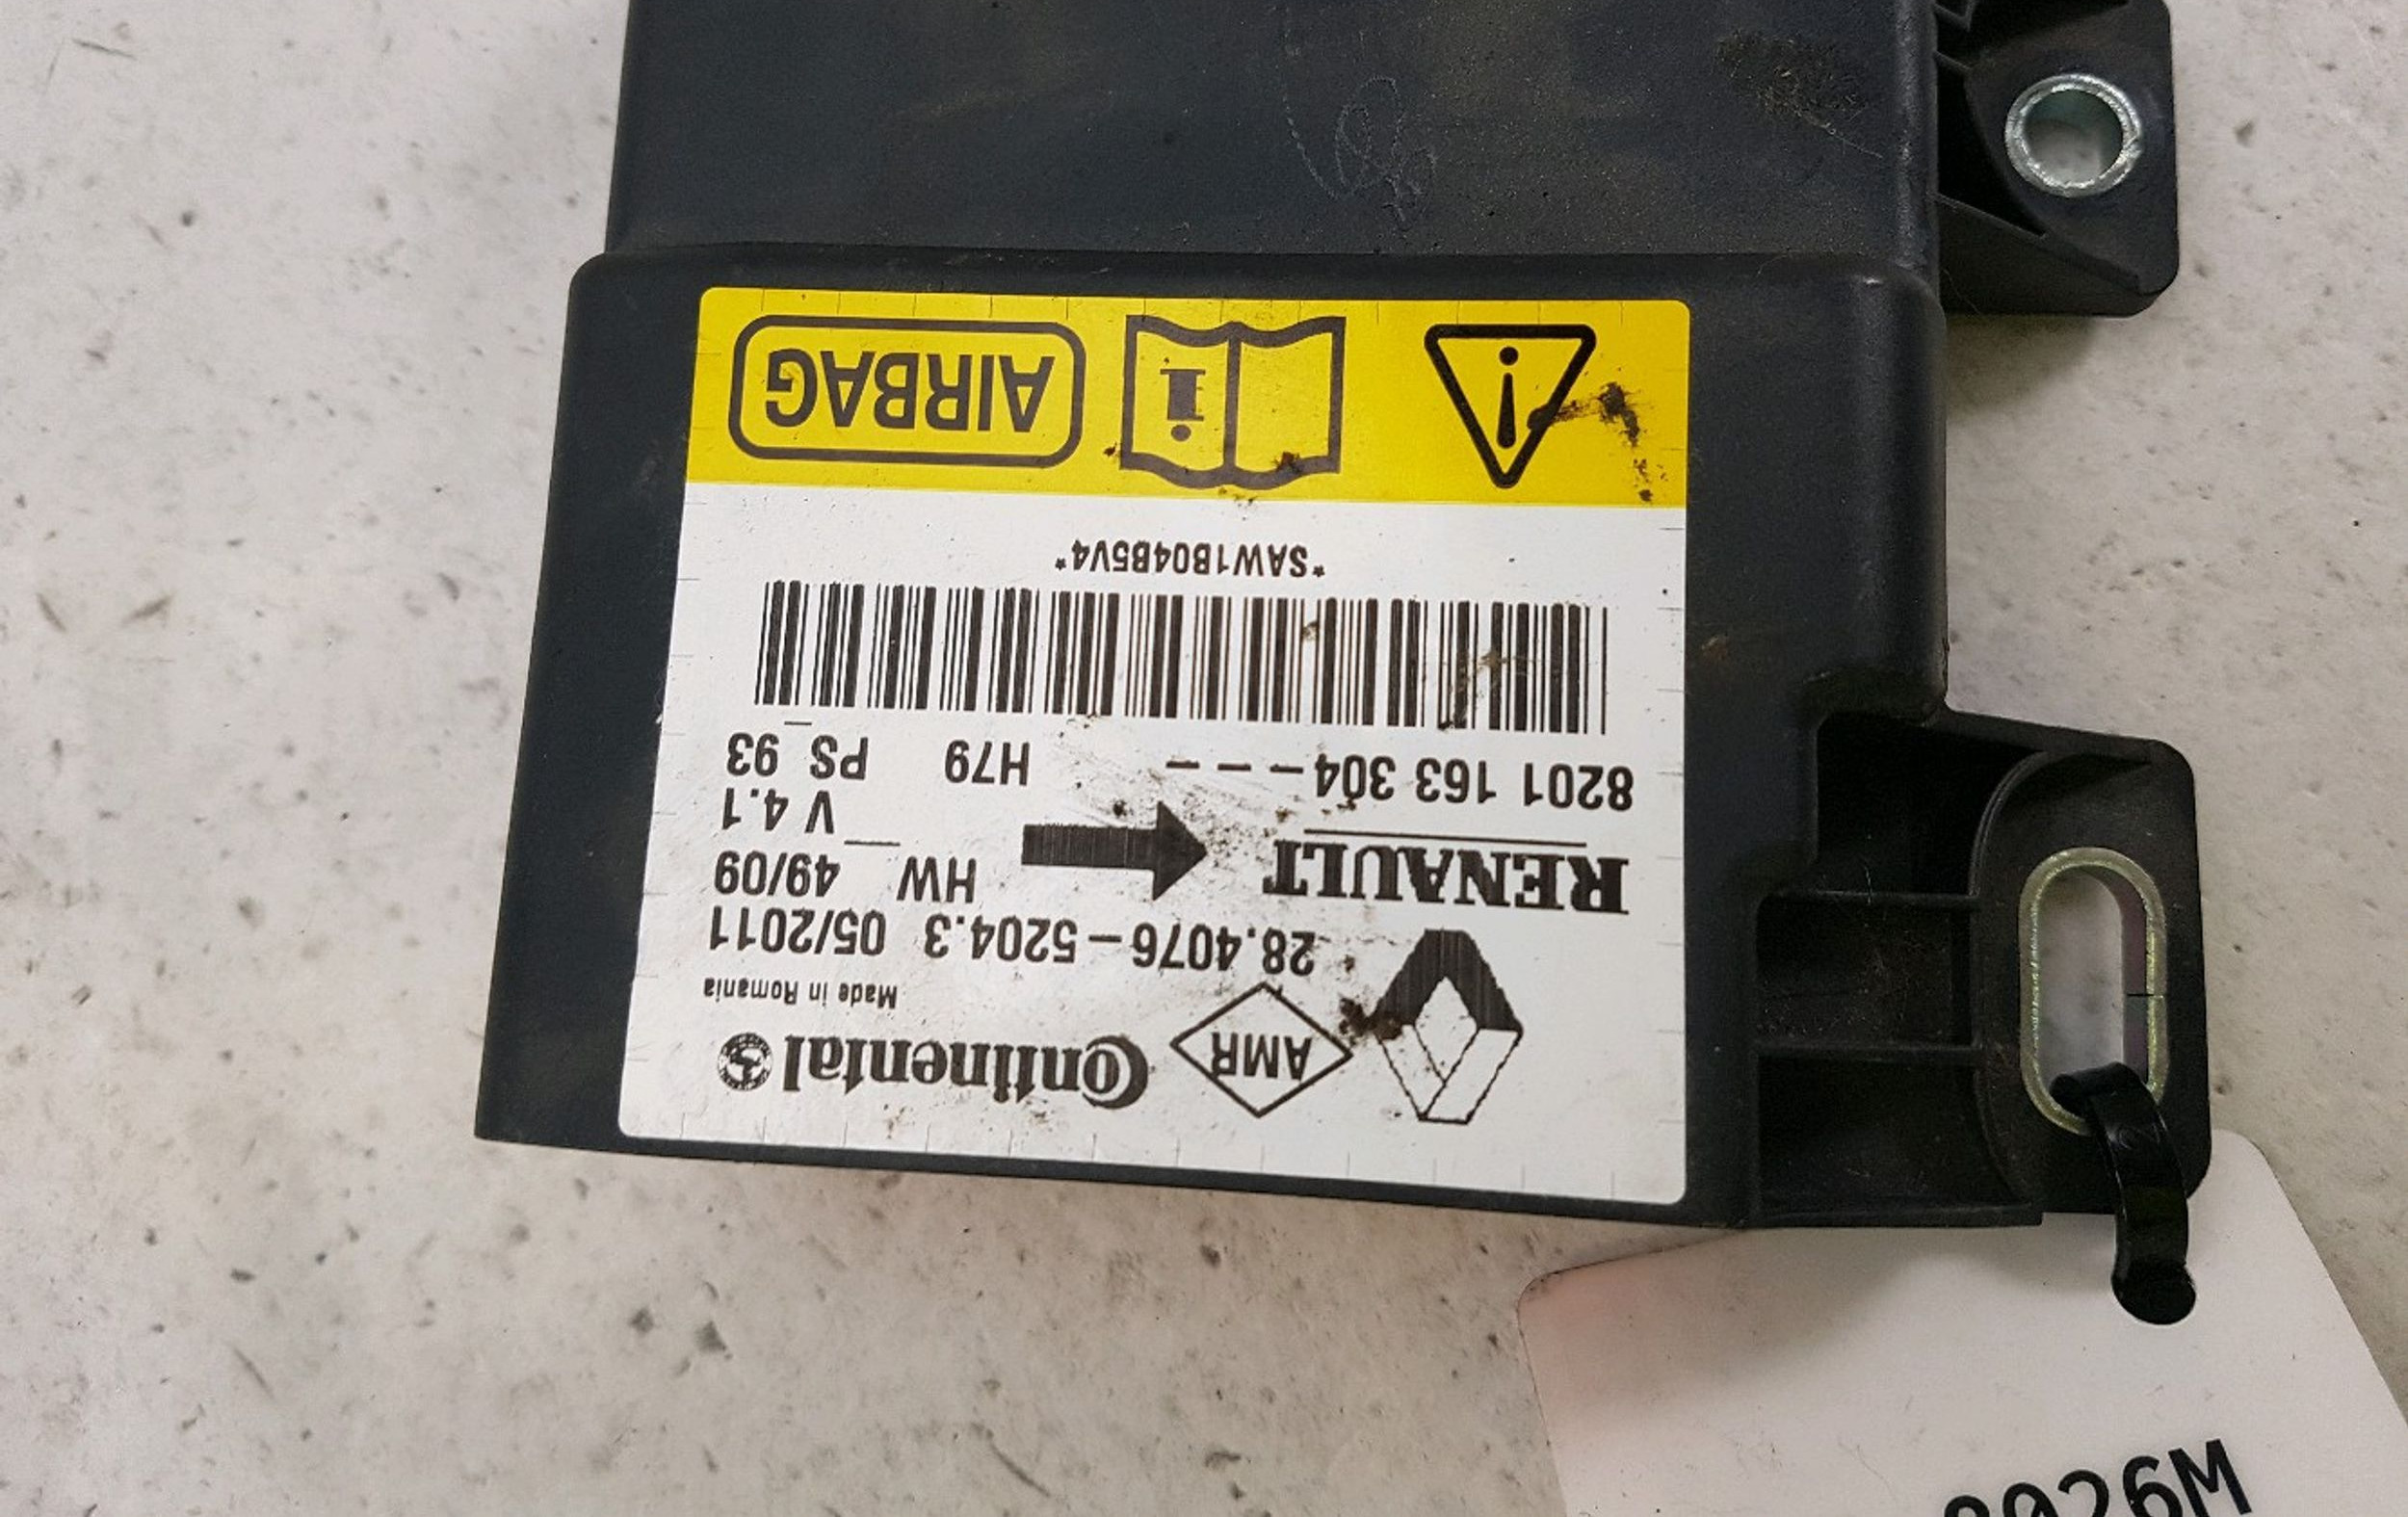 AMR Continental
Made in Romania
28.4076-5204.3 05/2011
RENAULT HW 49/09
V 4.1
8201 163 304---- H79 PS 93
*SAW1B04B5V4*
AIRBAG